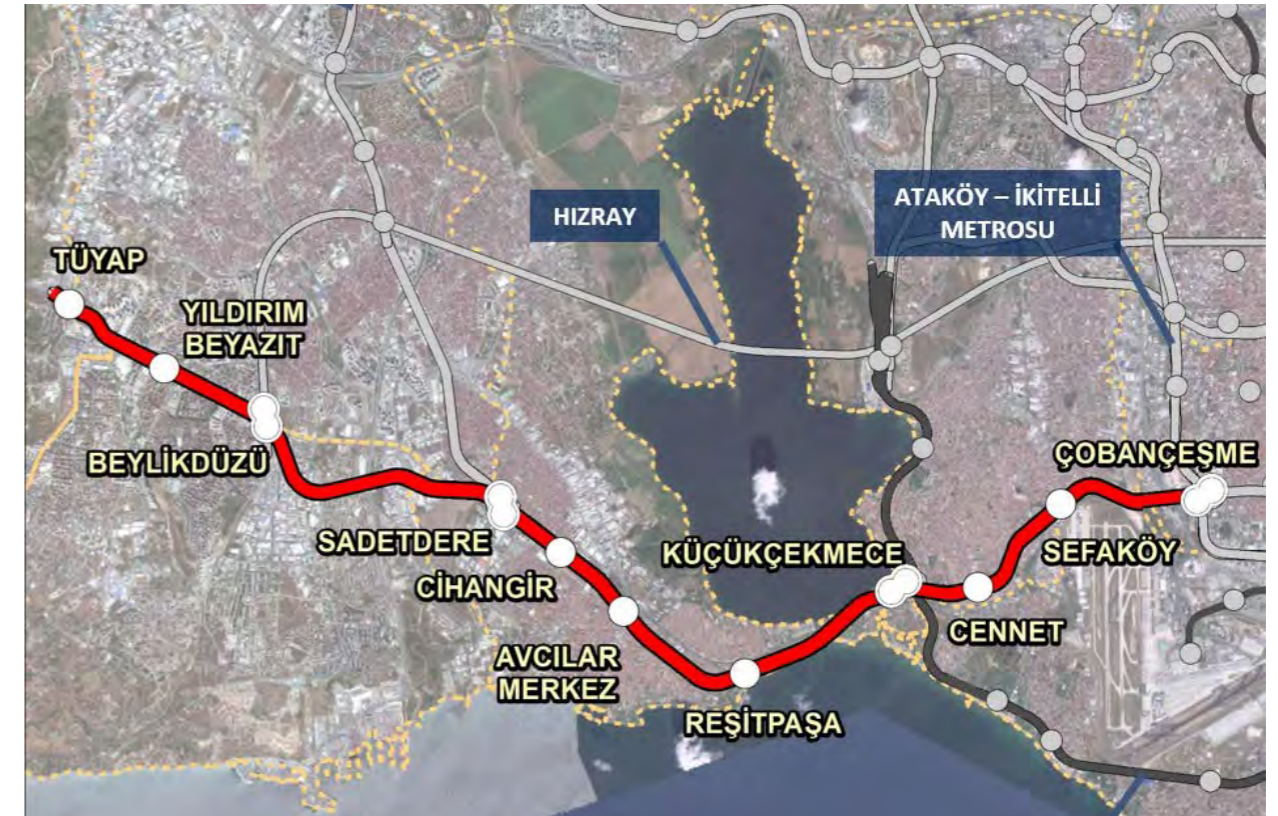 HIZRAY
ATAKÖY – İKİTELLİ
METROSU
TÜYAP
YILDIRIM
BEYAZIT
BEYLİKDÜZÜ
ÇOBANÇEŞME
SADETDERE
KÜÇÜKÇEKMECE
SEFAKÖY
CİHANGİR
CENNET
AVCILAR
MERKEZ
REŞİTPAŞA